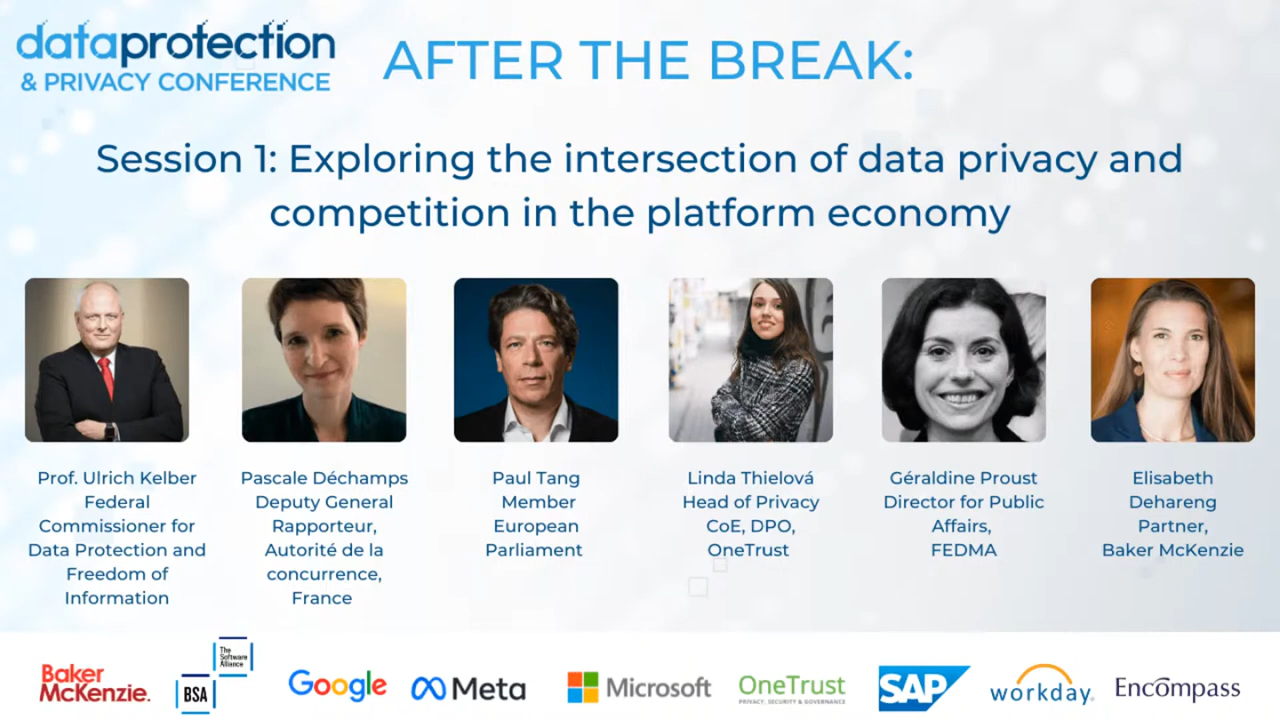 dataprotection
& PRIVACY CONFERENCE
AFTER THE BREAK:
Session 1: Exploring the intersection of data privacy and
competition in the platform economy
Prof. Ulrich Kelber
Federal
Commissioner for
Data Protection and
Freedom of
Information
Pascale Déchamps
Deputy General
Rapporteur,
Autorité de la
concurrence,
France
Paul Tang
Member
European
Parliament
Linda Thielová
Head of Privacy
CoE, DPO,
OneTrust
Géraldine Proust
Director for Public
Affairs,
FEDMA
Elisabeth
Dehareng
Partner,
Baker McKenzie
Baker
McKenzie.
The
Software
Alliance
BSA
Google
Meta
Microsoft
OneTrust
PRIVACY, SECURITY & GOVERNANCE
SAP
workday.
Encompass